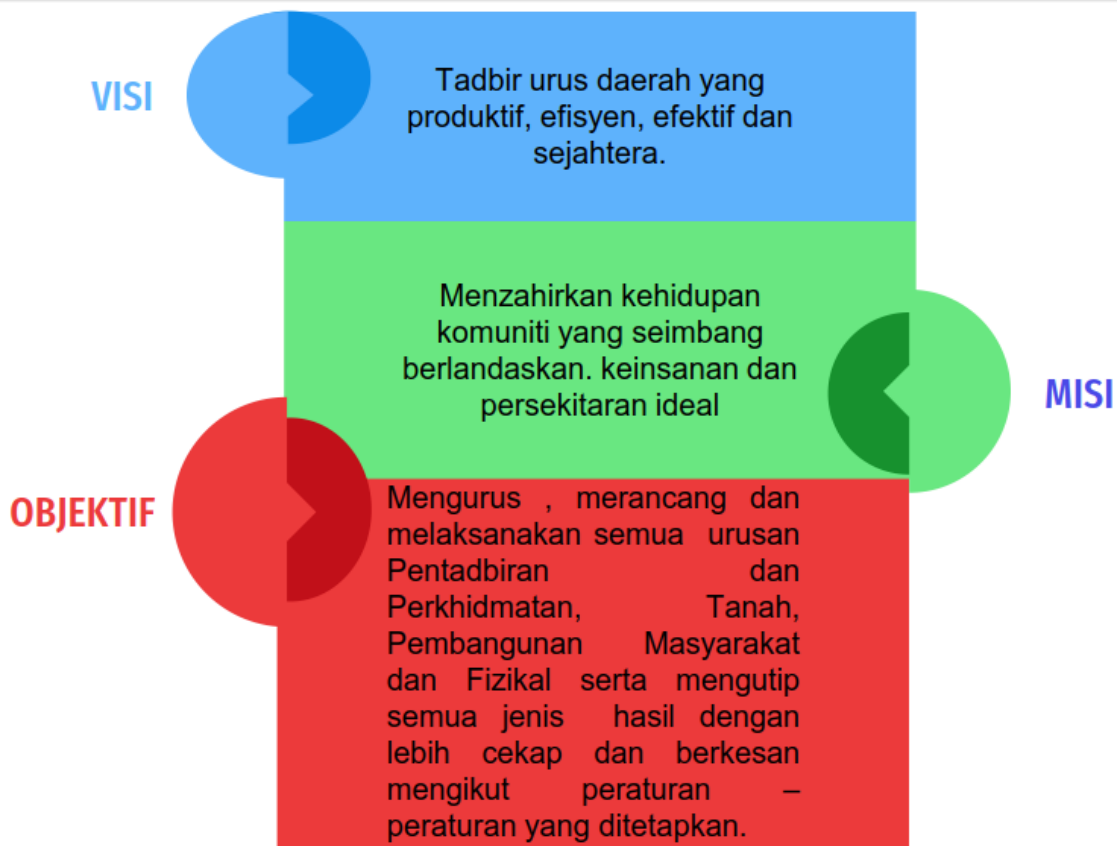 VISI
Tadbir urus daerah yang
produktif, efisyen, efektif dan
sejahtera.
Menzahirkan kehidupan
komuniti yang seimbang
berlandaskan. keinsanan dan
persekitaran ideal
MISI
OBJEKTIF
Mengurus , merancang dan
melaksanakan semua urusan
Pentadbiran dan
Perkhidmatan, Tanah,
Pembangunan Masyarakat
dan Fizikal serta mengutip
semua jenis hasil dengan
lebih cekap dan berkesan
mengikut peraturan –
peraturan yang ditetapkan.